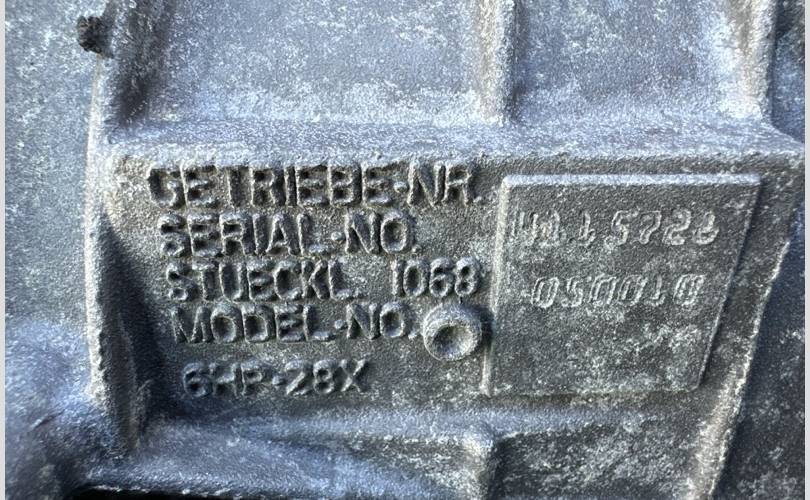 GETRIEBE-NR.
SERIAL-NO.
STUECKL. 1068
MODEL-NO.
6HP-28X